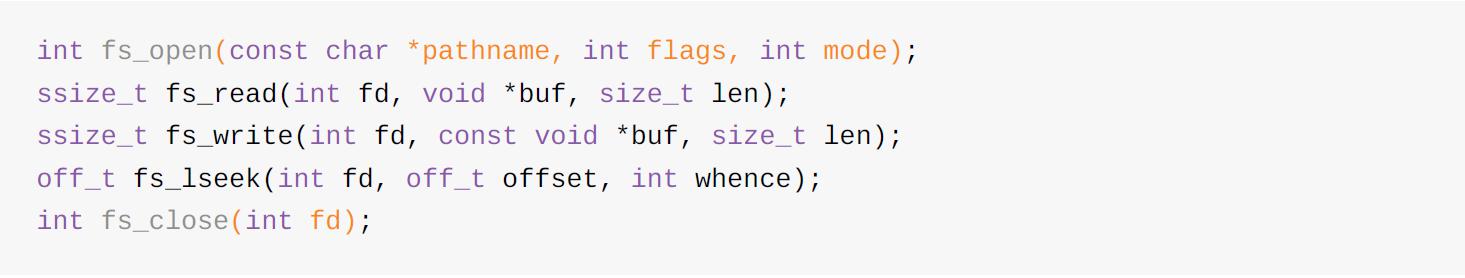 int fs_open(const char *pathname, int flags, int mode);
ssize_t fs_read(int fd, void *buf, size_t len);
ssize_t fs_write(int fd, const void *buf, size_t len);
off_t fs_lseek(int fd, off_t offset, int whence);
int fs_close(int fd);